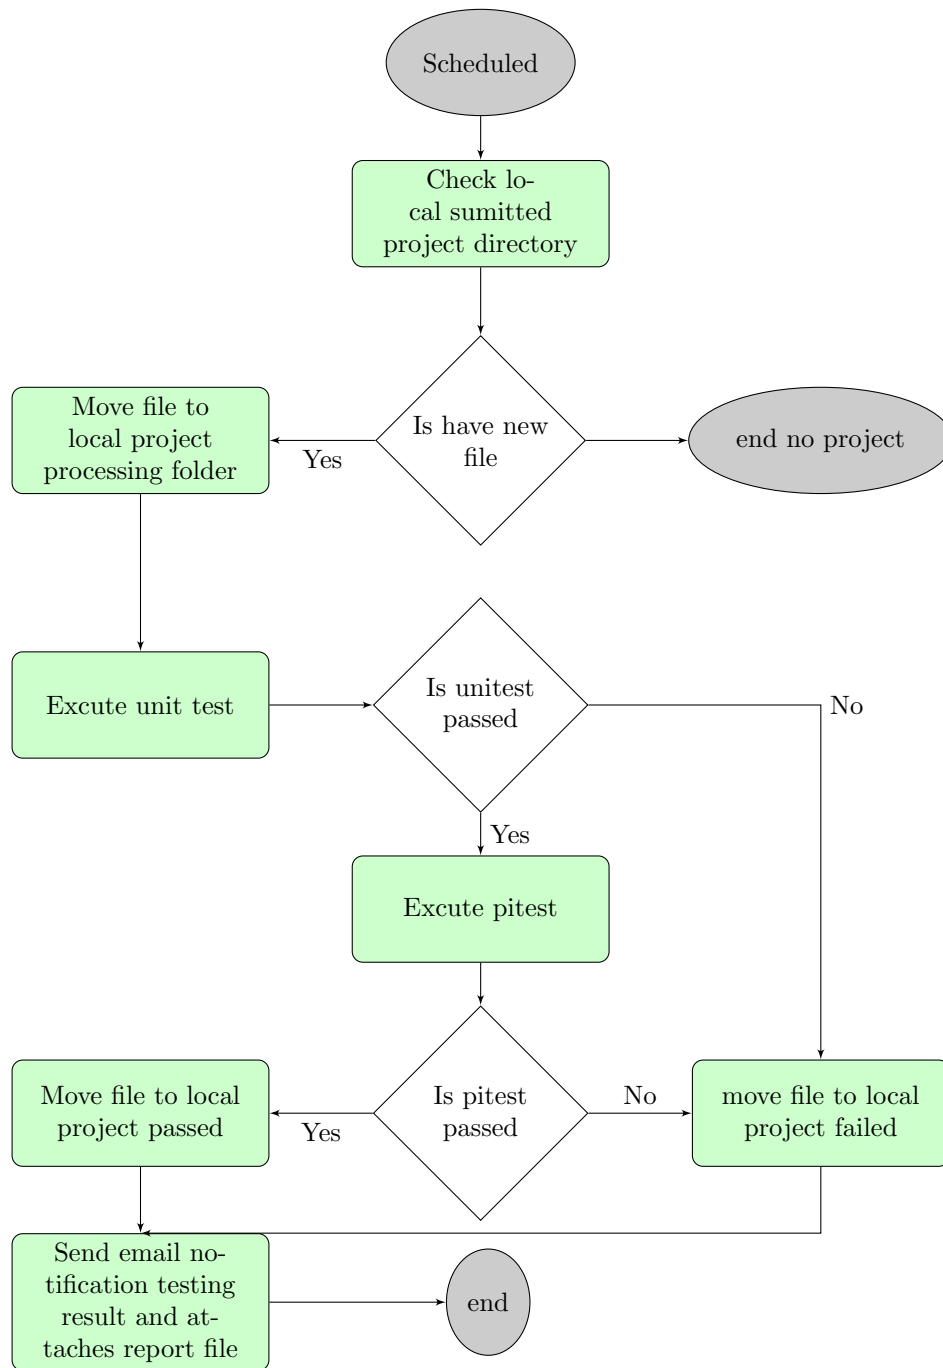 Scheduled
Check lo-
cal sumitted
project directory
Move file to
local project
processing folder
Yes
Is have new
file
end no project
Excute unit test
Is unitest
passed
No
Yes
Excute pitest
Move file to local
project passed
Yes
Is pitest
passed
No
move file to local
project failed
Send email no-
tification testing
result and at-
taches report file
end